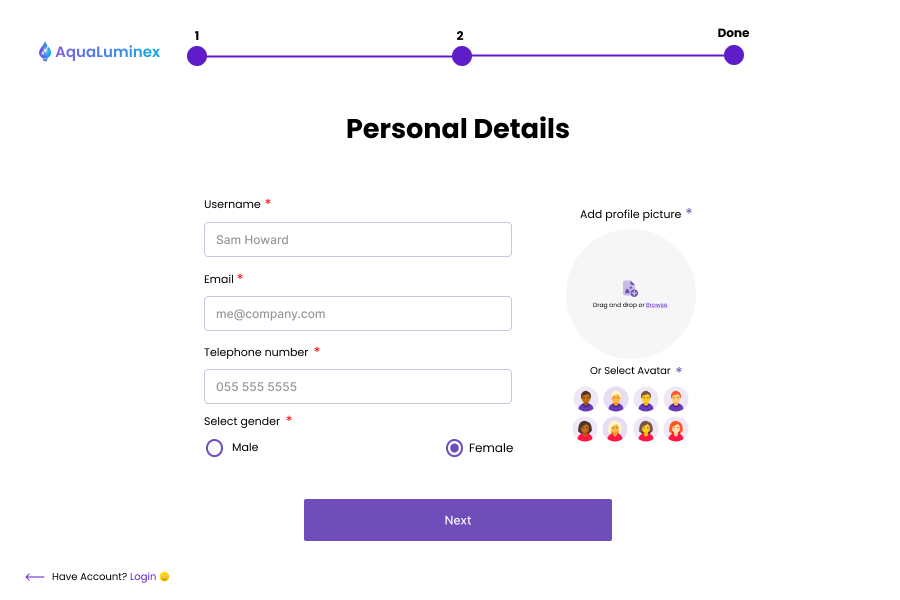 AquaLuminex
1
2
Done
Personal Details
Username *
Sam Howard
Email *
me@company.com
Telephone number *
055 555 5555
Select gender *
Male
Female
Add profile picture *
Drag and drop or Browse
Or Select Avatar *
Next
Have Account? Login